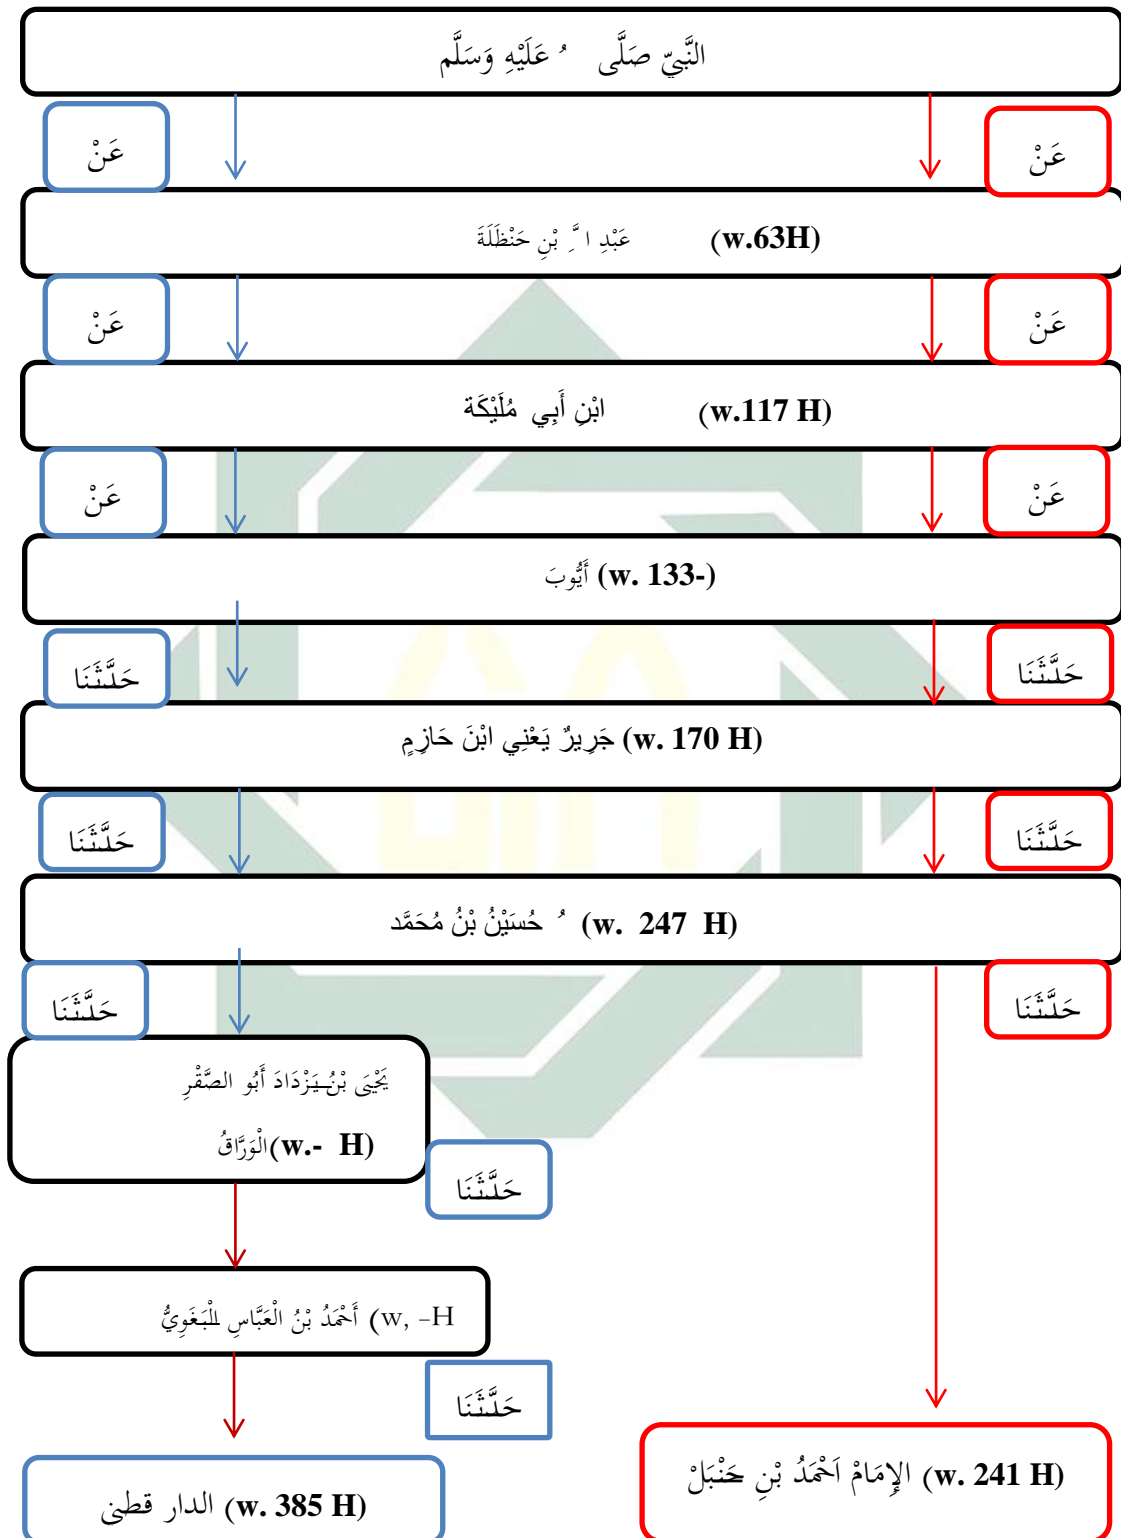 النَّبِيّ صَلَّى ُ عَلَيْهِ وَسَلَّم
عَنْ
عَنْ
عَبْدِ ا َّ ِ بْنِ حَنْظَلَةَ (w.63H)
عَنْ
عَنْ
ابْنِ أَبِي مُلَيْكَة (w.117 H)
عَنْ
عَنْ
أَيُّوبَ (w. 133-)
حَدَّثَنَا
حَدَّثَنَا
جَرِيرٌ يَعْنِي ابْنَ حَازِمٍ (w. 170 H)
حَدَّثَنَا
حَدَّثَنَا
ُ حُسَيْنُ بْنُ مُحَمَّد (w. 247 H)
حَدَّثَنَا
حَدَّثَنَا
يَحْيَى بْنُ يَزْدَادَ أَبُو الصَّقْرِ
الْوَرَّاقُ (w.- H)
حَدَّثَنَا
أَحْمَدُ بْنُ الْعَبَّاسِ الْبَغَوِيُّ (w, -H
حَدَّثَنَا
الإِمَامْ اَحْمَدُ بْنِ حَنْبَلْ (w. 241 H)
الدار قطنى (w. 385 H)